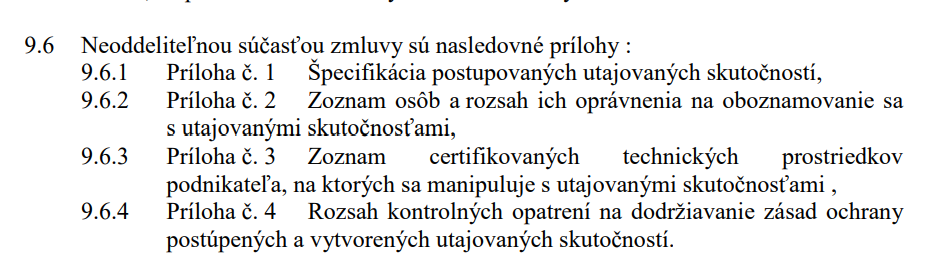 9.6 Neoddeliteľnou súčasťou zmluvy sú nasledovné prílohy :
9.6.1 Príloha č. 1 Špecifikácia postupovaných utajovaných skutočností,
9.6.2 Príloha č. 2 Zoznam osôb a rozsah ich oprávnenia na oboznamovanie sa
s utajovanými skutočnosťami,
9.6.3 Príloha č. 3 Zoznam certifikovaných technických prostriedkov
podnikateľa, na ktorých sa manipuluje s utajovanými skutočnosťami ,
9.6.4 Príloha č. 4 Rozsah kontrolných opatrení na dodržiavanie zásad ochrany
postúpených a vytvorených utajovaných skutočností.